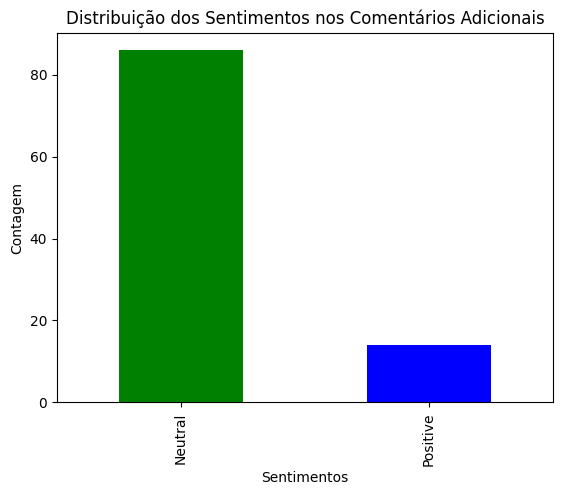 Distribuição dos Sentimentos nos Comentários Adicionais
Contagem
80
60
40
20
0
Neutral
Positive
Sentimentos